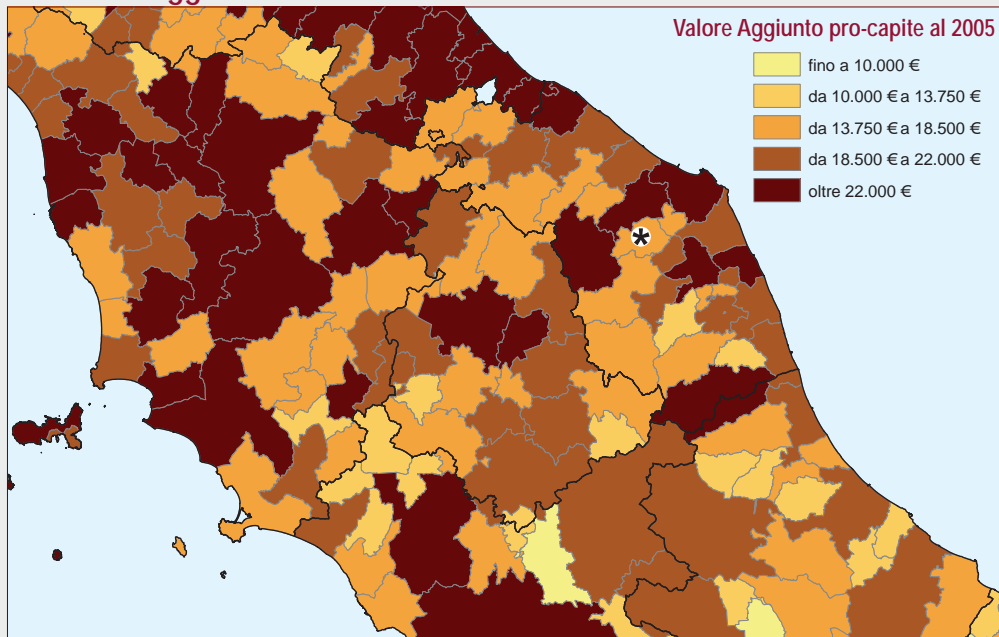 Valore Aggiunto pro-capite al 2005
fino a 10.000 €
da 10.000 € a 13.750 €
da 13.750 € a 18.500 €
da 18.500 € a 22.000 €
oltre 22.000 €
*